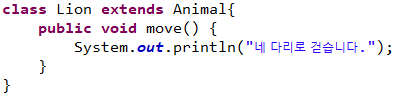 class Lion extends Animal{
    public void move() {
        System.out.println("네 다리로 걷습니다.");
    }
}